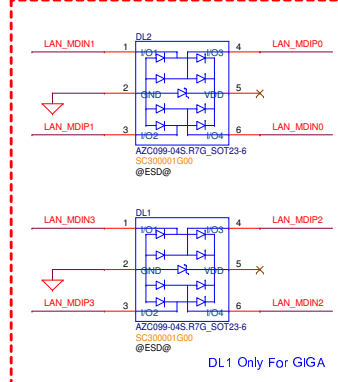 DL2
LAN_MDIN1 1 I/O1 I/O3 4 LAN_MDIP0
2 GND VDD 5
LAN_MDIP1 3 I/O2 I/O4 6 LAN_MDIN0
AZC099-04S.R7G_SOT23-6
SC300001G00
@ESD@
DL1
LAN_MDIN3 1 I/O1 I/O3 4 LAN_MDIP2
2 GND VDD 5
LAN_MDIP3 3 I/O2 I/O4 6 LAN_MDIN2
AZC099-04S.R7G_SOT23-6
SC300001G00
@ESD@
DL1 Only For GIGA